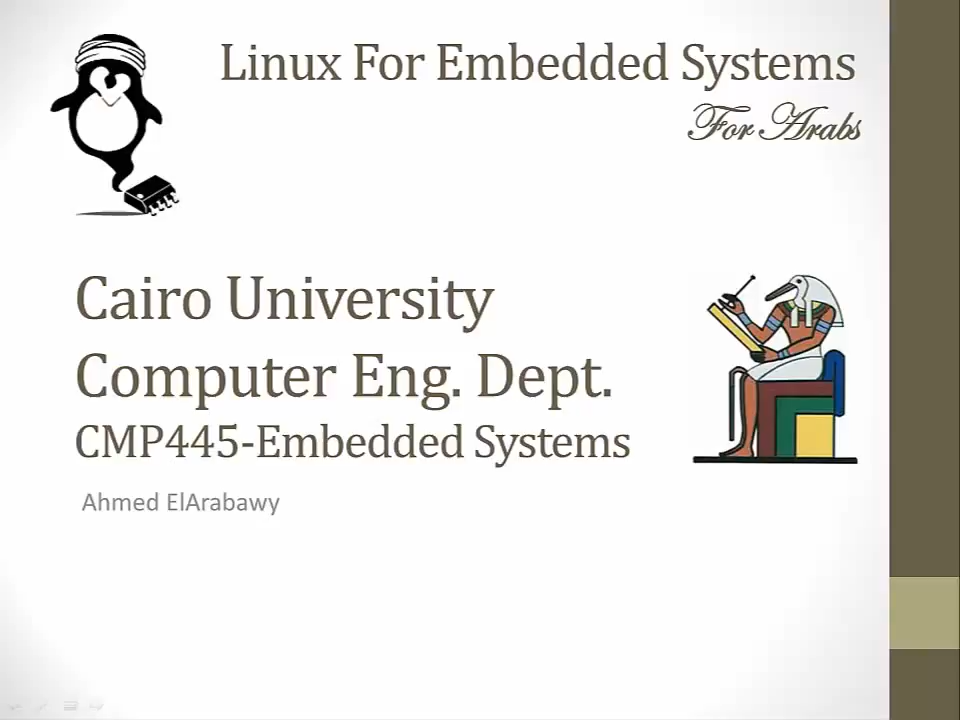 Linux For Embedded Systems
For Arabs
Cairo University
Computer Eng. Dept.
CMP445-Embedded Systems
Ahmed ElArabawy